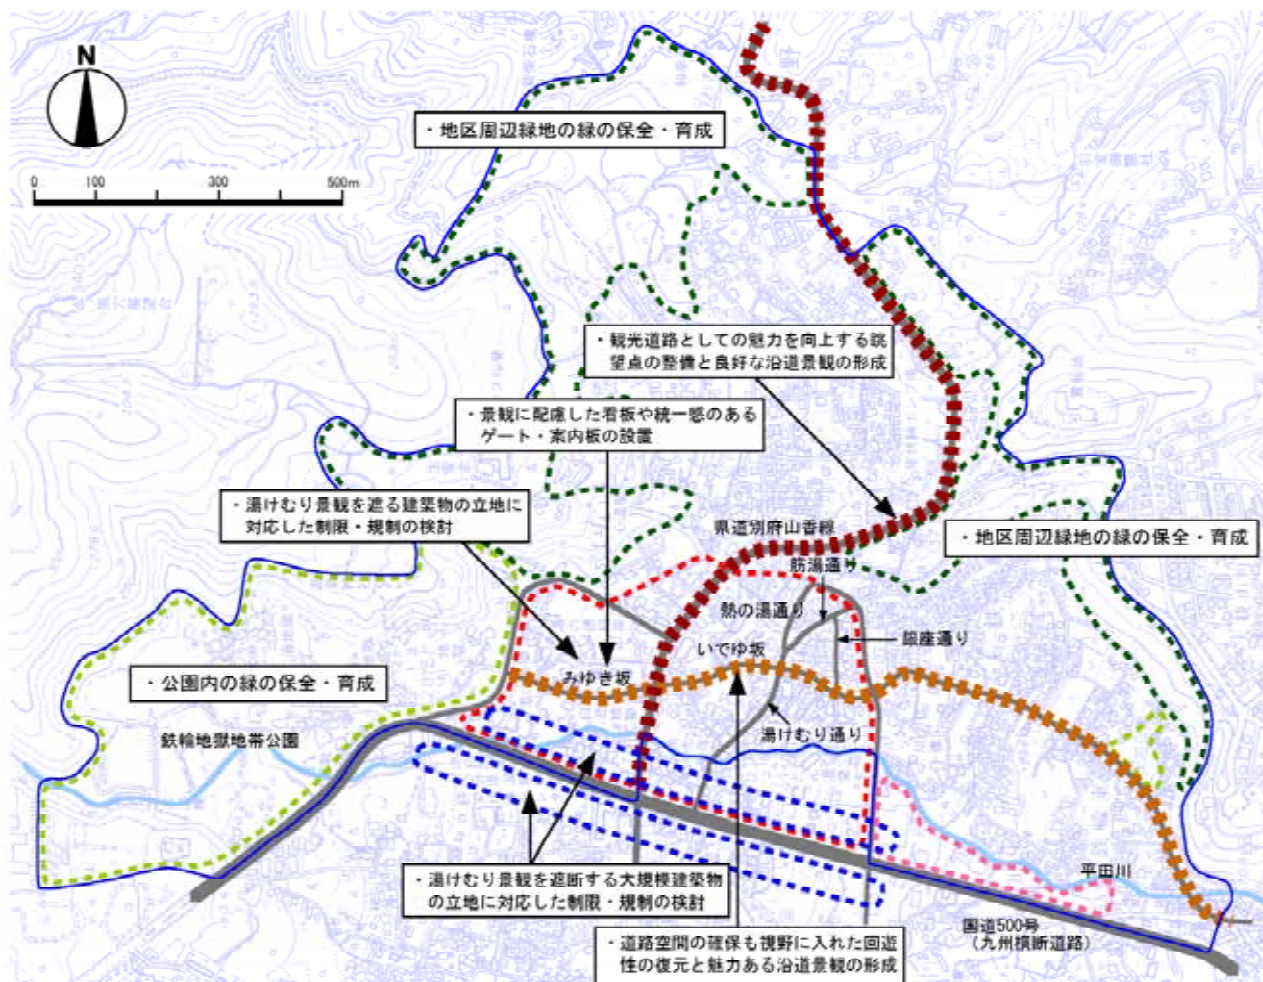 N
0 100 300 500m
・地区周辺緑地の緑の保全・育成
・観光道路としての魅力を向上する眺
望点の整備と良好な沿道景観の形成
・景観に配慮した看板や統一感のある
ゲート・案内板の設置
・湯けむり景観を遮る建築物の立地に
対応した制限・規制の検討
県道別府山香線
・地区周辺緑地の緑の保全・育成
筋湯通り
熱の湯通り
銀座通り
いでゆ坂
みゆき坂
・公園内の緑の保全・育成
鉄輪地獄地帯公園
湯けむり通り
・湯けむり景観を遮断する大規模建築物
の立地に対応した制限・規制の検討
平田川
国道500号
（九州横断道路）
・道路空間の確保も視野に入れた回遊
性の復元と魅力ある沿道景観の形成